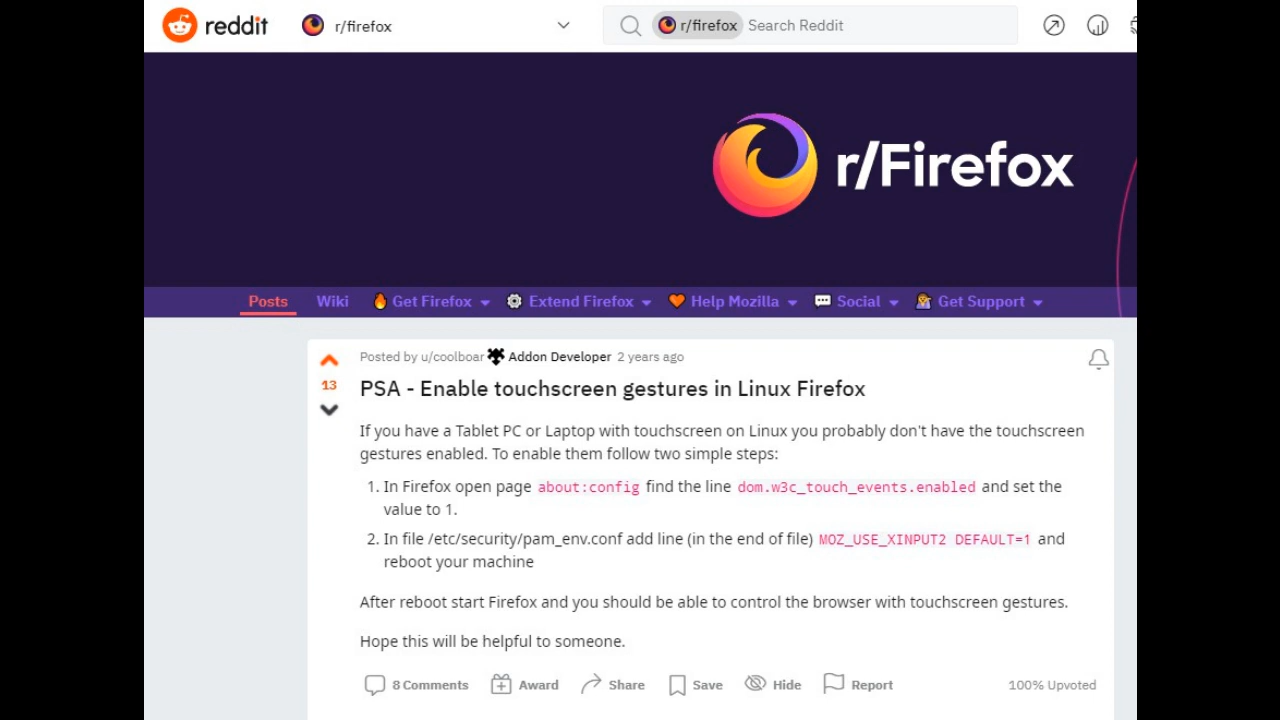 reddit r/firefox r/firefox Search Reddit
r/Firefox
Posts Wiki Get Firefox Extend Firefox Help Mozilla Social Get Support
Posted by u/coolboar Addon Developer 2 years ago
13
PSA - Enable touchscreen gestures in Linux Firefox
If you have a Tablet PC or Laptop with touchscreen on Linux you probably don't have the touchscreen
gestures enabled. To enable them follow two simple steps:
1. In Firefox open page about:config find the line dom.w3c_touch_events.enabled and set the
value to 1.
2. In file /etc/security/pam_env.conf add line (in the end of file) MOZ_USE_XINPUT2 DEFAULT=1 and
reboot your machine
After reboot start Firefox and you should be able to control the browser with touchscreen gestures.
Hope this will be helpful to someone.
8 Comments Award Share Save Hide Report 100% Upvoted